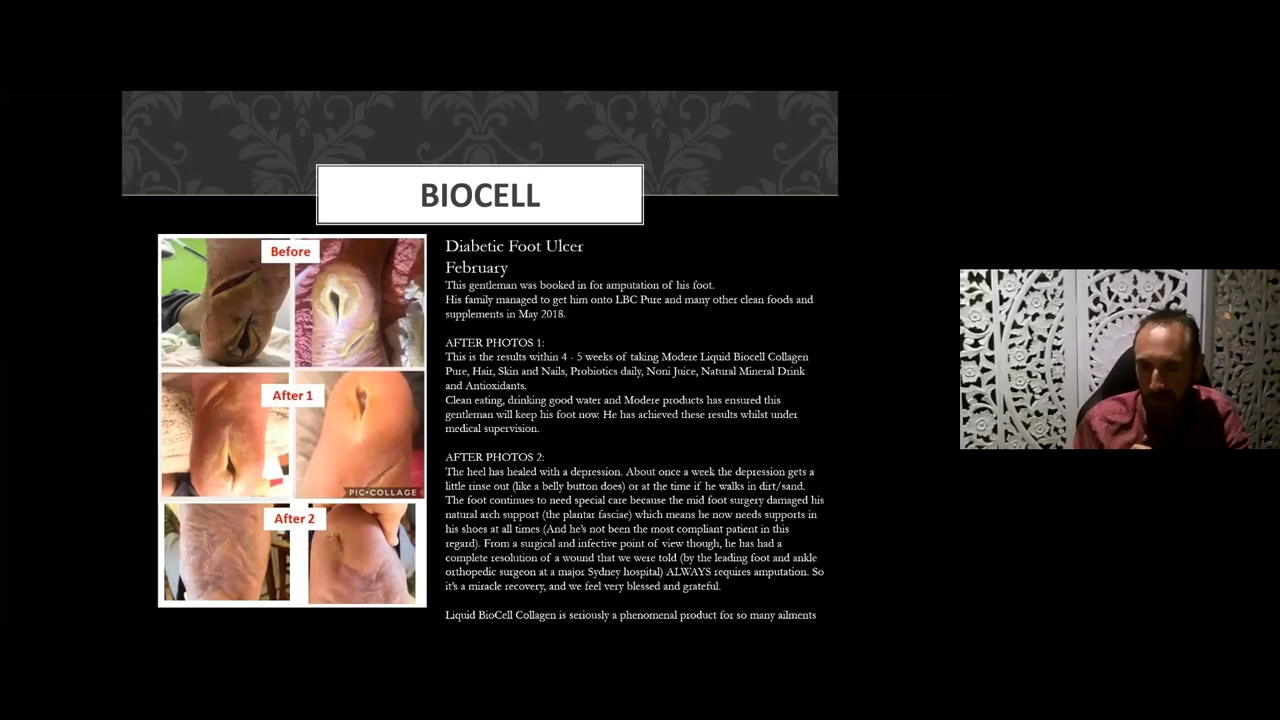 BIOCELL
Before
After 1
PIC•COLLAGE
After 2
Diabetic Foot Ulcer
February
This gentleman was booked in for amputation of his foot.
His family managed to get him onto LBC Pure and many other clean foods and
supplements in May 2018.
AFTER PHOTOS 1:
This is the results within 4 - 5 weeks of taking Modere Liquid Biocell Collagen
Pure, Hair, Skin and Nails, Probiotics daily, Noni Juice, Natural Mineral Drink
and Antioxidants.
Clean eating, drinking good water and Modere products has ensured this
gentleman will keep his foot now. He has achieved these results whilst under
medical supervision.
AFTER PHOTOS 2:
The heel has healed with a depression. About once a week the depression gets a
little rinse out (like a belly button does) or at the time if he walks in dirt/sand.
The foot continues to need special care because the mid foot surgery damaged his
natural arch support (the plantar fasciae) which means he now needs supports in
his shoes at all times (And he's not been the most compliant patient in this
regard). From a surgical and infective point of view though, he has had a
complete resolution of a wound that we were told (by the leading foot and ankle
orthopedic surgeon at a major Sydney hospital) ALWAYS requires amputation. So
it's a miracle recovery, and we feel very blessed and grateful.
Liquid BioCell Collagen is seriously a phenomenal product for so many ailments